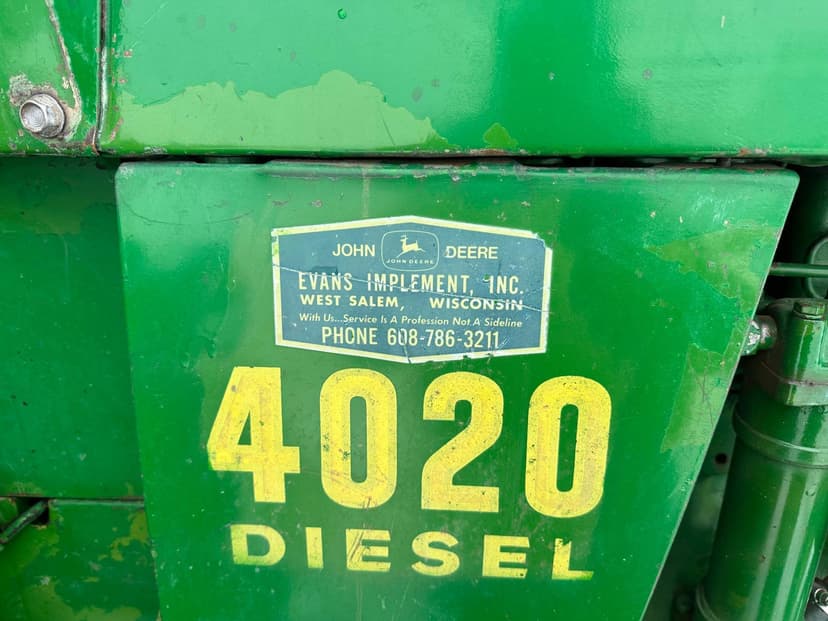 JOHN DEERE
JOHN DEERE
EVANS IMPLEMENT, INC.
WEST SALEM, WISCONSIN
With Us...Service Is A Profession Not A Sideline
PHONE 608-786-3211
4020
DIESEL